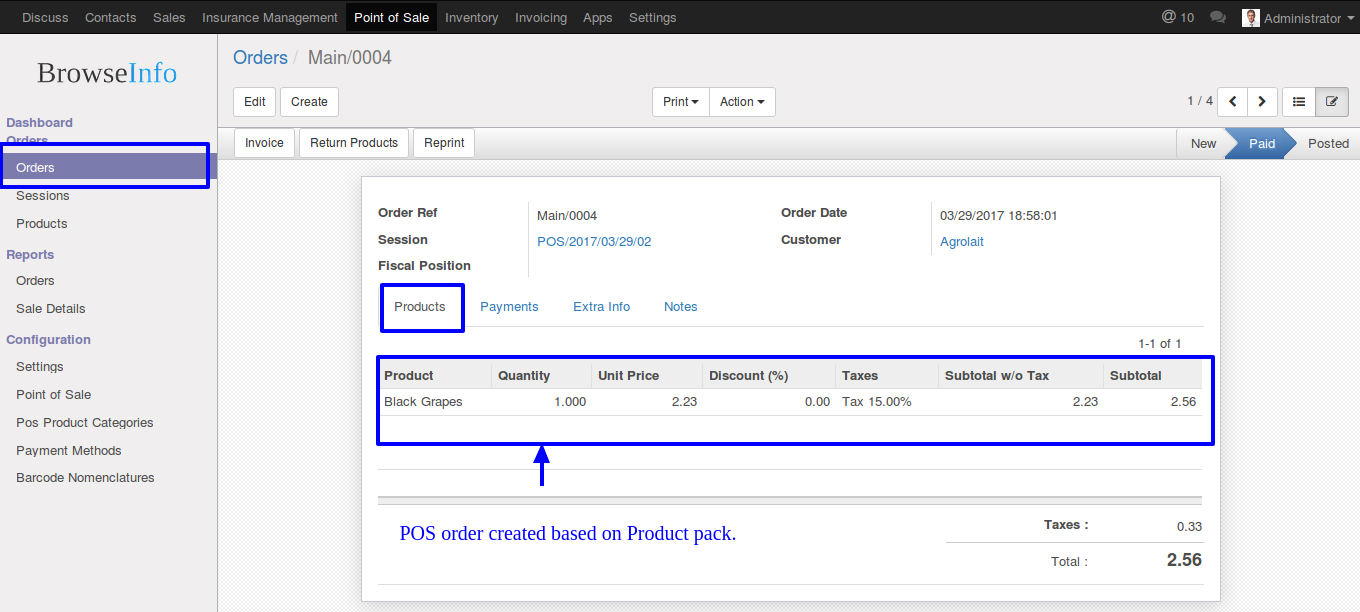 Discuss Contacts Sales Insurance Management Point of Sale Inventory Invoicing Apps Settings @ 10 Administrator
BrowseInfo
Dashboard
Orders
Orders
Sessions
Products
Reports
Orders
Sale Details
Configuration
Settings
Point of Sale
Pos Product Categories
Payment Methods
Barcode Nomenclatures
Orders / Main/0004
Edit Create Print Action 1 / 4
Invoice Return Products Reprint New Paid Posted
Order Ref Main/0004 Order Date 03/29/2017 18:58:01
Session POS/2017/03/29/02 Customer Agrolait
Fiscal Position
Products Payments Extra Info Notes
1-1 of 1
Product Quantity Unit Price Discount (%) Taxes Subtotal w/o Tax Subtotal
Black Grapes 1.000 2.23 0.00 Tax 15.00% 2.23 2.56
POS order created based on Product pack.
Taxes : 0.33
Total : 2.56